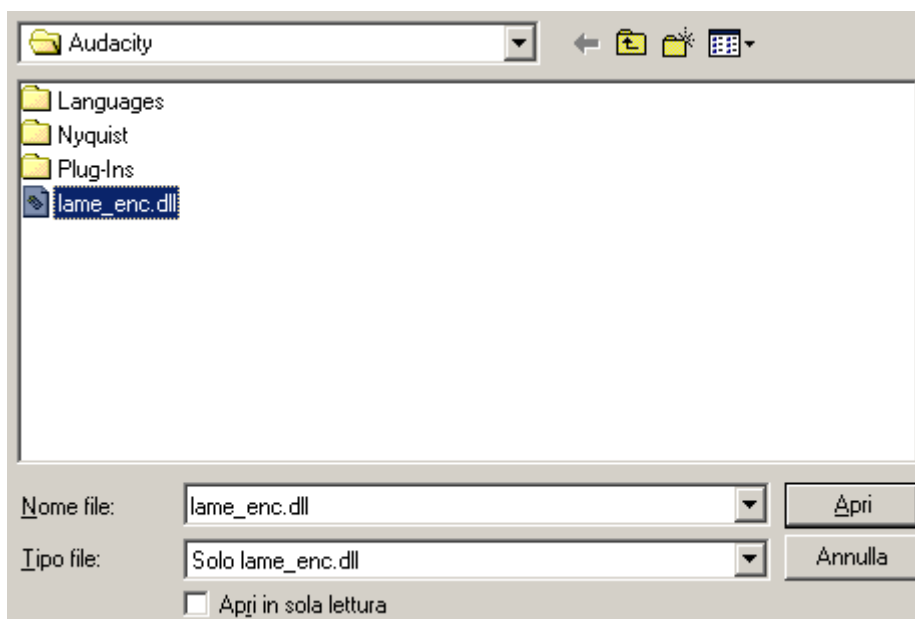 Audacity
Languages
Nyquist
Plug-Ins
lame_enc.dll
Nome file: lame_enc.dll Apri
Tipo file: Solo lame_enc.dll Annulla
Apri in sola lettura